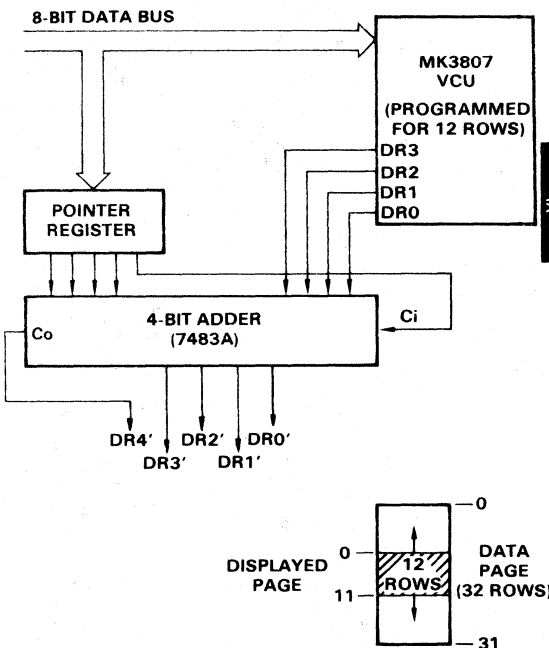 8-BIT DATA BUS
MK3807
VCU
(PROGRAMMED
FOR 12 ROWS)
DR3
DR2
DR1
DR0
POINTER
REGISTER
Co
4-BIT ADDER
(7483A)
Ci
DR4'
DR3'
DR2'
DR1'
DR0'
0
0
DISPLAYED
PAGE
12
ROWS
DATA
PAGE
(32 ROWS)
11
31